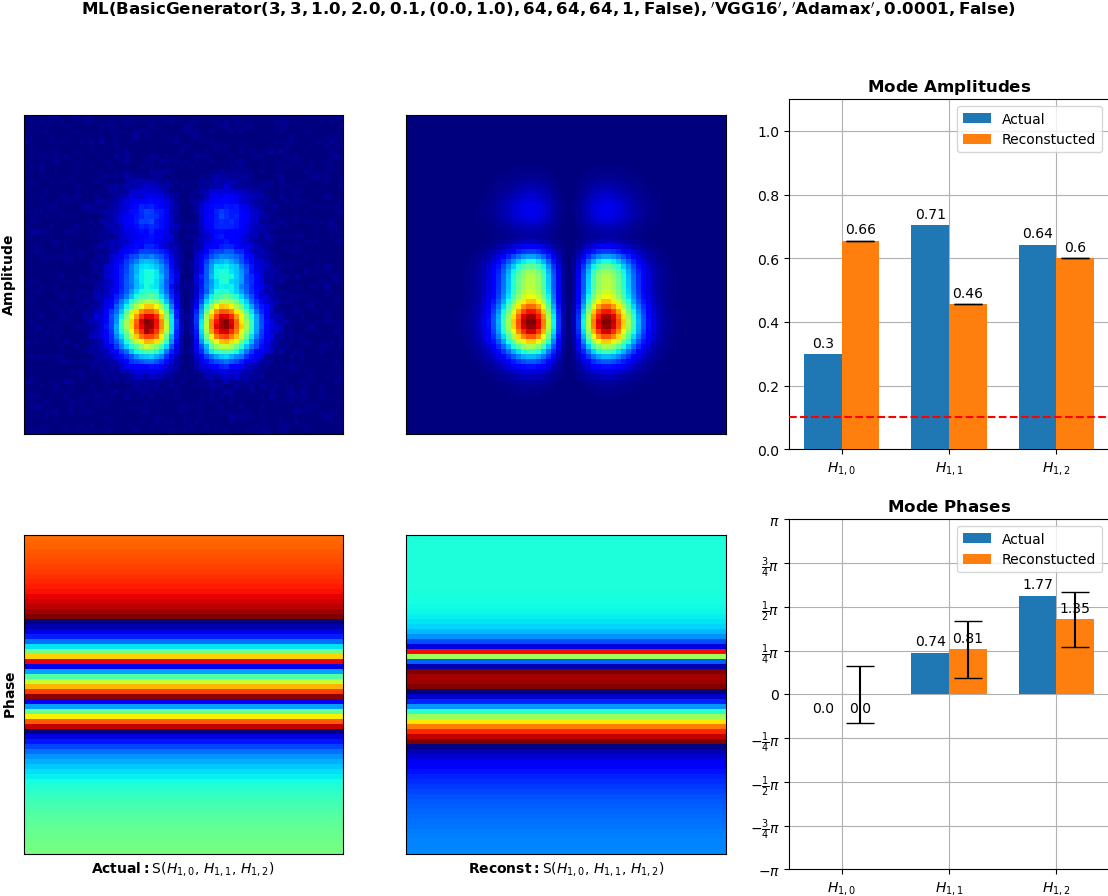 ML(BasicGenerator(3, 3, 1.0, 2.0, 0.1, (0.0, 1.0), 64, 64, 64, 1, False), ′VGG16′, ′Adamax′, 0.0001, False)
Mode Amplitudes
Amplitude
Actual
Reconstucted
1.0
0.8
0.6
0.4
0.2
0.0
0.3
0.66
0.71
0.46
0.64
0.6
H1,0
H1,1
H1,2
Mode Phases
Phase
Actual
Reconstucted
π
3/4π
1/2π
1/4π
0
−1/4π
−1/2π
−3/4π
−π
0.0
0.0
0.74
0.81
1.77
1.35
H1,0
H1,1
H1,2
Actual: S(H1,0, H1,1, H1,2)
Reconst: S(H1,0, H1,1, H1,2)